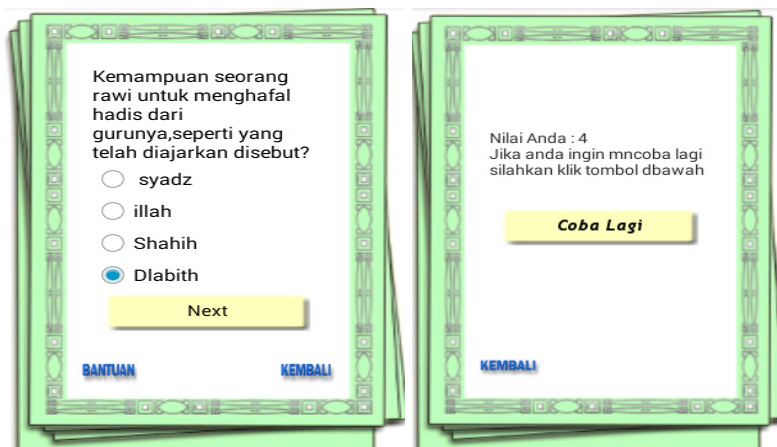 Kemampuan seorang
rawi untuk menghafal
hadis dari
gurunya,seperti yang
telah diajarkan disebut?
syadz
illah
Shahih
Dlabith
Next
BANTUAN
KEMBALI
Nilai Anda : 4
Jika anda ingin mncoba lagi
silahkan klik tombol dbawah
Coba Lagi
KEMBALI